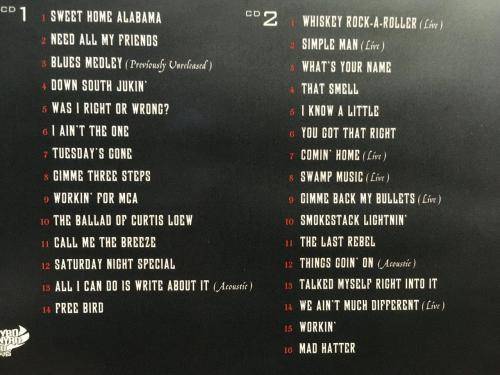 CD 1
1 SWEET HOME ALABAMA
2 NEED ALL MY FRIENDS
3 BLUES MEDLEY (Previously Unreleased)
4 DOWN SOUTH JUKIN'
5 WAS I RIGHT OR WRONG?
6 I AIN'T THE ONE
7 TUESDAY'S GONE
8 GIMME THREE STEPS
9 WORKIN' FOR MCA
10 THE BALLAD OF CURTIS LOEW
11 CALL ME THE BREEZE
12 SATURDAY NIGHT SPECIAL
13 ALL I CAN DO IS WRITE ABOUT IT (Acoustic)
14 FREE BIRD
CD 2
1 WHISKEY ROCK-A-ROLLER (Live)
2 SIMPLE MAN (Live)
3 WHAT'S YOUR NAME
4 THAT SMELL
5 I KNOW A LITTLE
6 YOU GOT THAT RIGHT
7 COMIN' HOME (Live)
8 SWAMP MUSIC (Live)
9 GIMME BACK MY BULLETS (Live)
10 SMOKESTACK LIGHTNIN'
11 THE LAST REBEL
12 THINGS GOIN' ON (Acoustic)
13 TALKED MYSELF RIGHT INTO IT
14 WE AIN'T MUCH DIFFERENT (Live)
15 WORKIN'
16 MAD HATTER